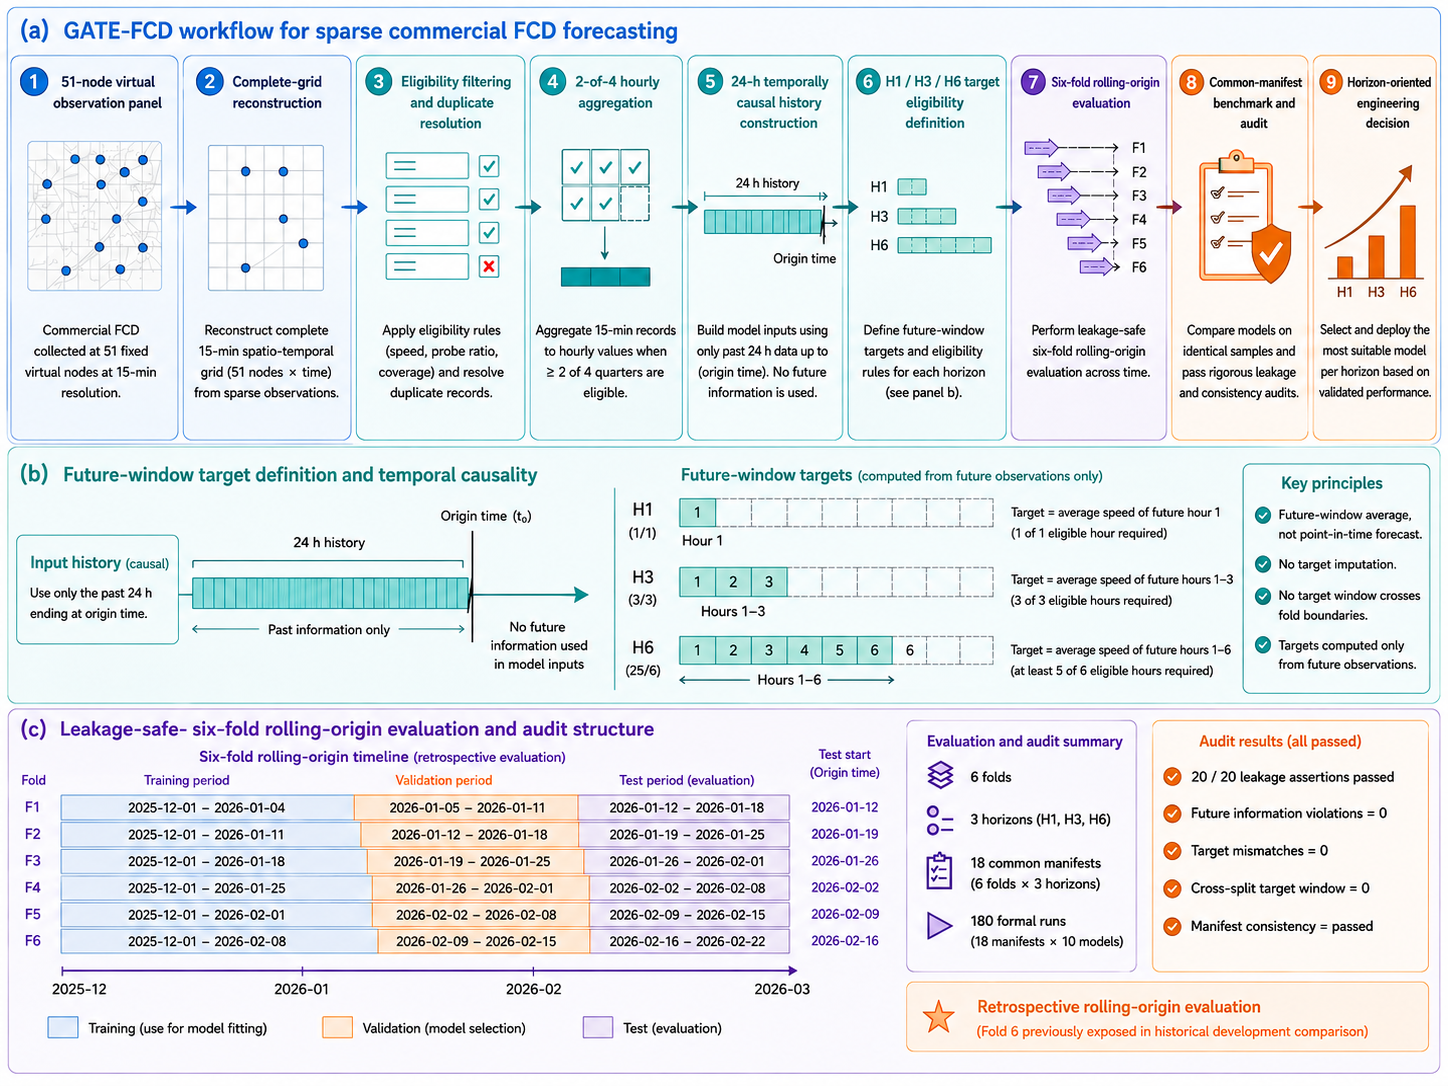 (a) GATE-FCD workflow for sparse commercial FCD forecasting
1 51-node virtual
observation panel
Commercial FCD
collected at 51 fixed
virtual nodes at 15-min
resolution.
2 Complete-grid
reconstruction
Reconstruct complete
15-min spatio-temporal
grid (51 nodes × time)
from sparse observations.
3 Eligibility filtering
and duplicate
resolution
Apply eligibility rules
(speed, probe ratio,
coverage) and resolve
duplicate records.
4 2-of-4 hourly
aggregation
Aggregate 15-min records
to hourly values when
≥ 2 of 4 quarters are
eligible.
5 24-h temporally
causal history
construction
24 h history
Origin time
Build model inputs using
only past 24 h data up to
(origin time). No future
information is used.
6 H1 / H3 / H6 target
eligibility
definition
H1
H3
H6
Define future-window
targets and eligibility
rules for each horizon
(see panel b).
7 Six-fold rolling-origin
evaluation
F1
F2
F3
F4
F5
F6
Perform leakage-safe
six-fold rolling-origin
evaluation across time.
8 Common-manifest
benchmark and
audit
Compare models on
identical samples and
pass rigorous leakage
and consistency audits.
9 Horizon-oriented
engineering
decision
H1 H3 H6
Select and deploy the
most suitable model
per horizon based on
validated performance.
(b) Future-window target definition and temporal causality
Input history (causal)
Use only the past 24 h
ending at origin time.
Origin time (t₀)
24 h history
Past information only
No future
information used
in model inputs
Future-window targets (computed from future observations only)
H1
(1/1)
1
Hour 1
Target = average speed of future hour 1
(1 of 1 eligible hour required)
H3
(3/3)
1 2 3
Hours 1–3
Target = average speed of future hours 1–3
(3 of 3 eligible hours required)
H6
(25/6)
1 2 3 4 5 6 6
Hours 1–6
Target = average speed of future hours 1–6
(at least 5 of 6 eligible hours required)
Key principles
Future-window average,
not point-in-time forecast.
No target imputation.
No target window crosses
fold boundaries.
Targets computed only
from future observations.
(c) Leakage-safe- six-fold rolling-origin evaluation and audit structure
Six-fold rolling-origin timeline (retrospective evaluation)
Test start
(Origin time)
Fold Training period Validation period Test period (evaluation)
F1 2025-12-01 – 2026-01-04 2026-01-05 – 2026-01-11 2026-01-12 – 2026-01-18 2026-01-12
F2 2025-12-01 – 2026-01-11 2026-01-12 – 2026-01-18 2026-01-19 – 2026-01-25 2026-01-19
F3 2025-12-01 – 2026-01-18 2026-01-19 – 2026-01-25 2026-01-26 – 2026-02-01 2026-01-26
F4 2025-12-01 – 2026-01-25 2026-01-26 – 2026-02-01 2026-02-02 – 2026-02-08 2026-02-02
F5 2025-12-01 – 2026-02-01 2026-02-02 – 2026-02-08 2026-02-09 – 2026-02-15 2026-02-09
F6 2025-12-01 – 2026-02-08 2026-02-09 – 2026-02-15 2026-02-16 – 2026-02-22 2026-02-16
2025-12 2026-01 2026-02 2026-03
Training (use for model fitting) Validation (model selection) Test (evaluation)
Evaluation and audit summary
6 folds
3 horizons (H1, H3, H6)
18 common manifests
(6 folds × 3 horizons)
180 formal runs
(18 manifests × 10 models)
Audit results (all passed)
20 / 20 leakage assertions passed
Future information violations = 0
Target mismatches = 0
Cross-split target window = 0
Manifest consistency = passed
Retrospective rolling-origin evaluation
(Fold 6 previously exposed in historical development comparison)